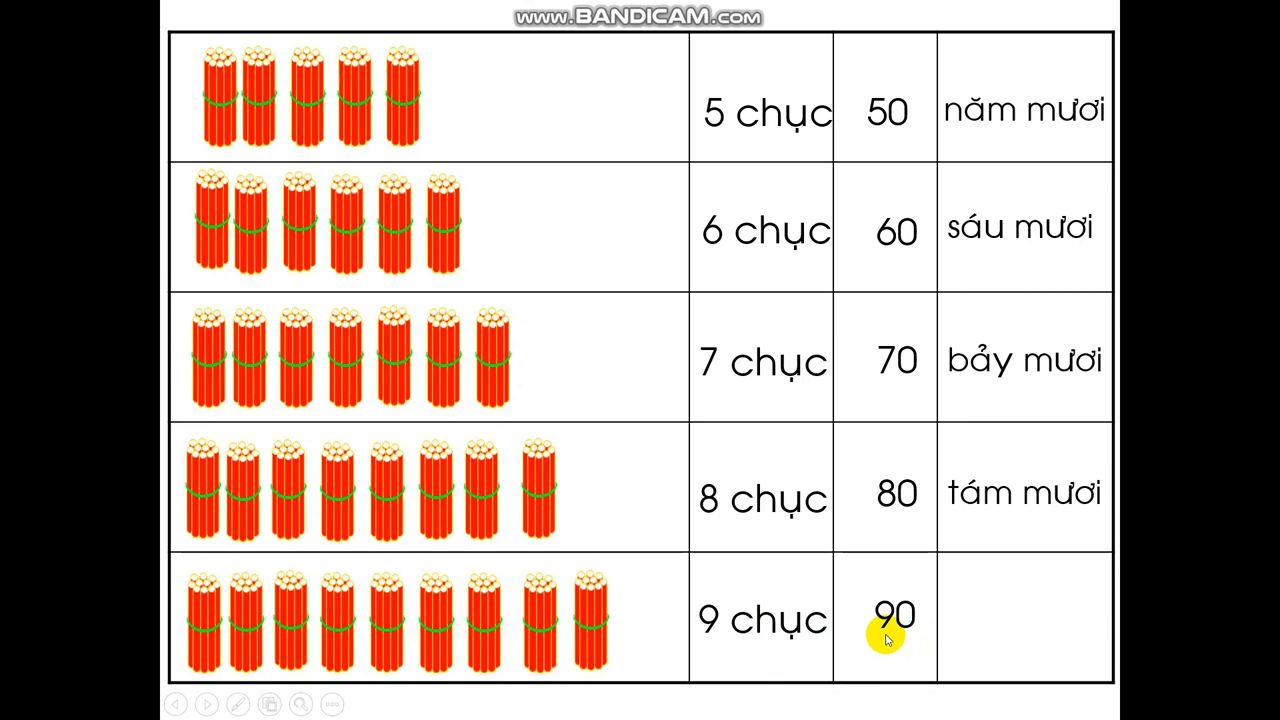 www.BANDICAM.com
5 chục 50 năm mươi
6 chục 60 sáu mươi
7 chục 70 bảy mươi
8 chục 80 tám mươi
9 chục 90